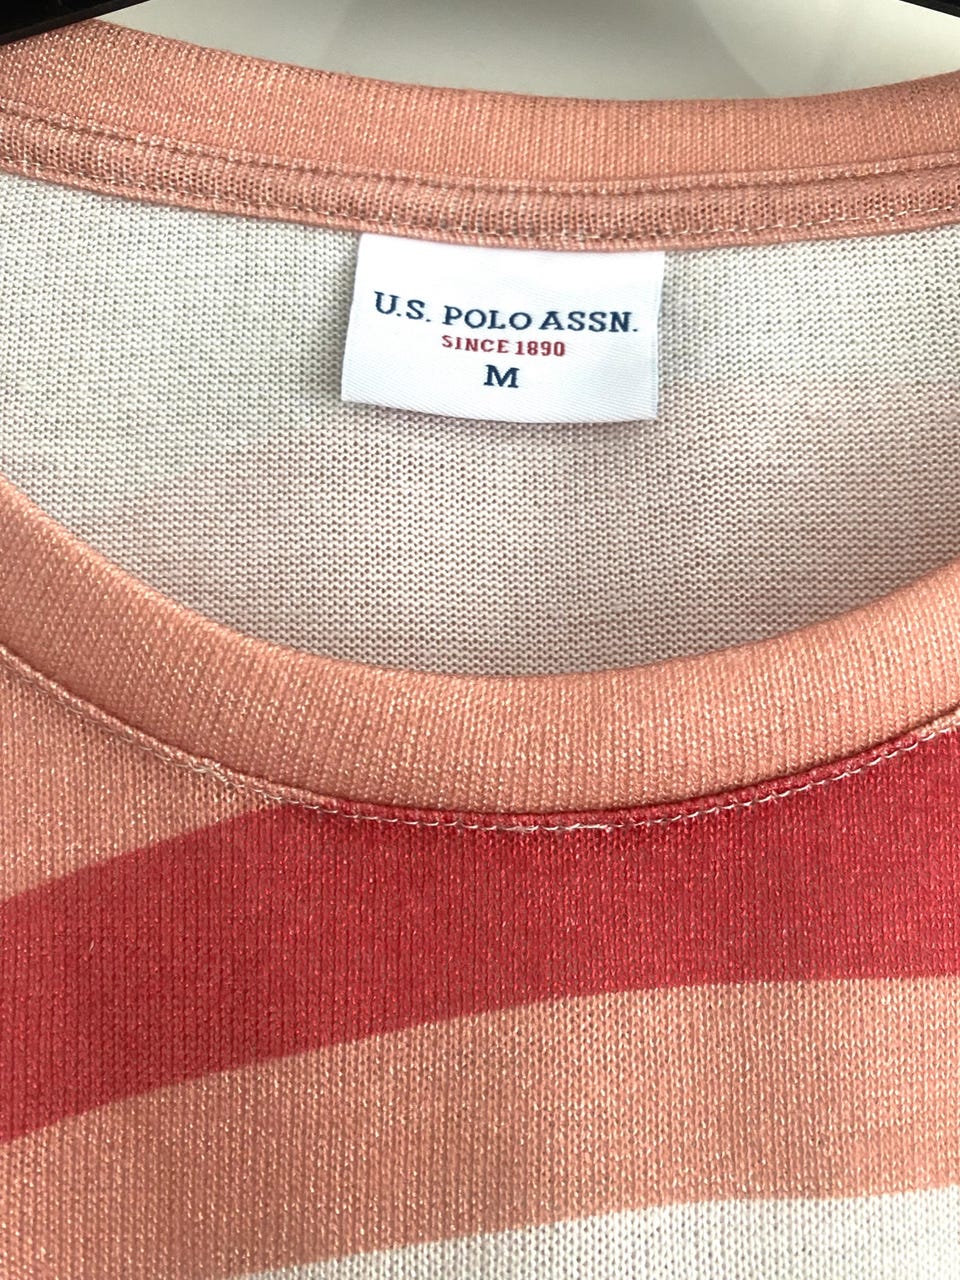 U.S. POLO ASSN.
SINCE 1890
M